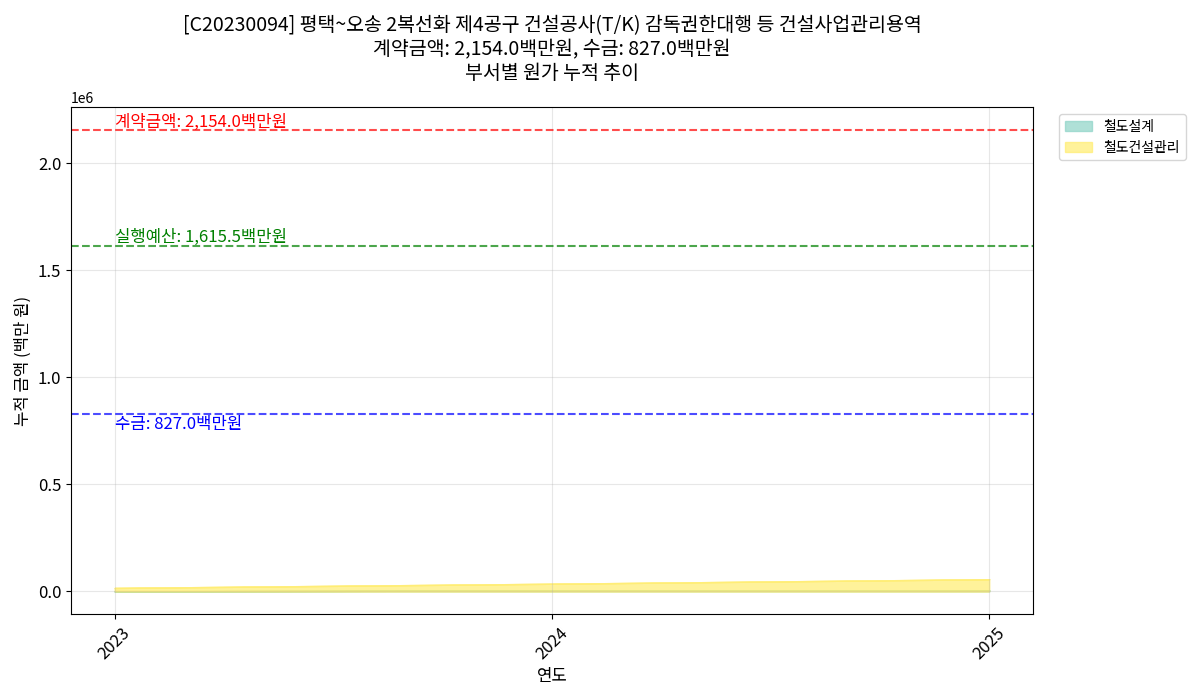 [C20230094] 평택~오송 2복선화 제4공구 건설공사(T/K) 감독권한대행 등 건설사업관리용역
계약금액: 2,154.0백만원, 수금: 827.0백만원
부서별 원가 누적 추이
1e6
계약금액: 2,154.0백만원
실행예산: 1,615.5백만원
수금: 827.0백만원
철도설계
철도건설관리
누적 금액 (백만 원)
2.0
1.5
1.0
0.5
0.0
2023
2024
2025
연도